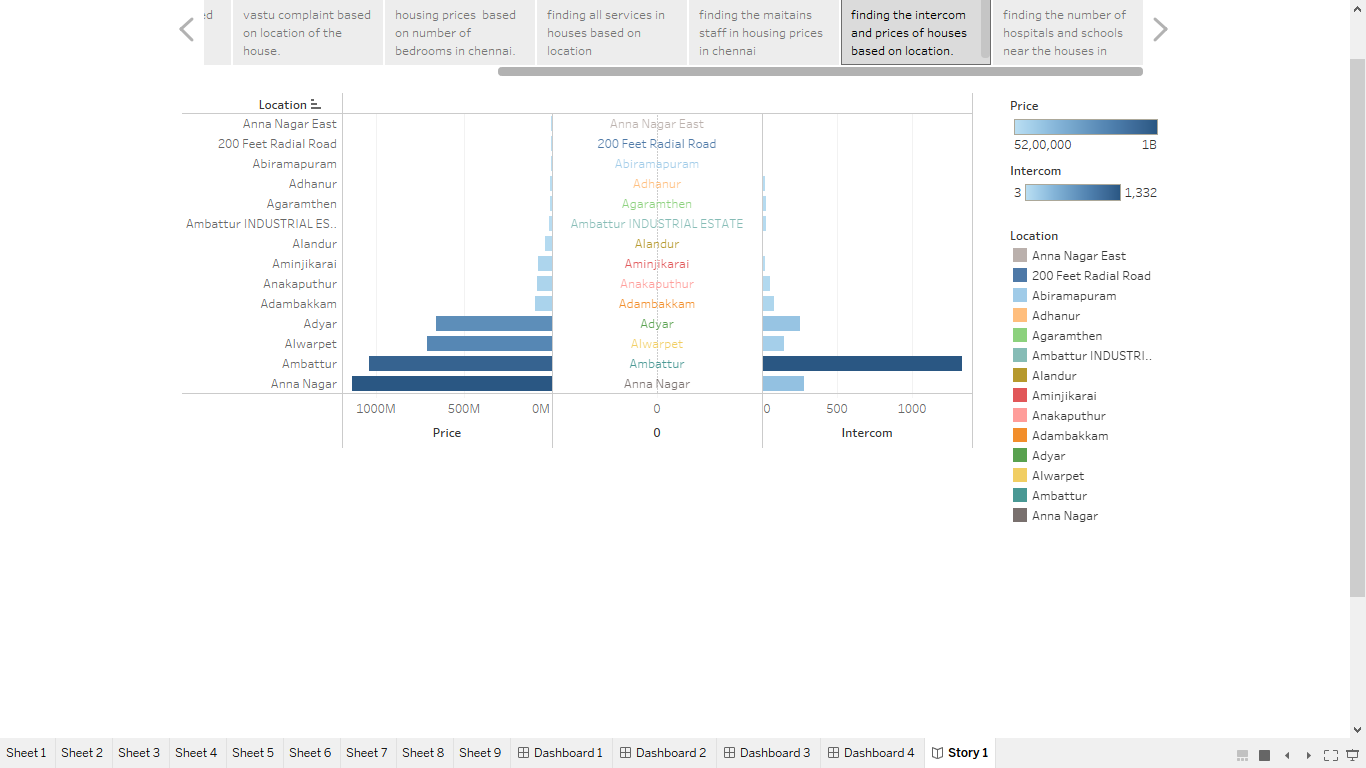 ed
vastu complaint based
on location of the
house.
housing prices  based
on number of
bedrooms in chennai.
finding all services in
houses based on
location
finding the maitains
staff in housing prices
in chennai
finding the intercom
and prices of houses
based on location.
finding the number of
hospitals and schools
near the houses in
Location
Anna Nagar East
200 Feet Radial Road
Abiramapuram
Adhanur
Agaramthen
Ambattur INDUSTRIAL ES..
Alandur
Aminjikarai
Anakaputhur
Adambakkam
Adyar
Alwarpet
Ambattur
Anna Nagar
Anna Nagar East
200 Feet Radial Road
Abiramapuram
Adhanur
Agaramthen
Ambattur INDUSTRIAL ESTATE
Alandur
Aminjikarai
Anakaputhur
Adambakkam
Adyar
Alwarpet
Ambattur
Anna Nagar
1000M 500M 0M 0 0 500 1000
Price 0 Intercom
Price
52,00,000 1B
Intercom
3 1,332
Location
Anna Nagar East
200 Feet Radial Road
Abiramapuram
Adhanur
Agaramthen
Ambattur INDUSTRI..
Alandur
Aminjikarai
Anakaputhur
Adambakkam
Adyar
Alwarpet
Ambattur
Anna Nagar
Sheet 1 Sheet 2 Sheet 3 Sheet 4 Sheet 5 Sheet 6 Sheet 7 Sheet 8 Sheet 9 Dashboard 1 Dashboard 2 Dashboard 3 Dashboard 4 Story 1